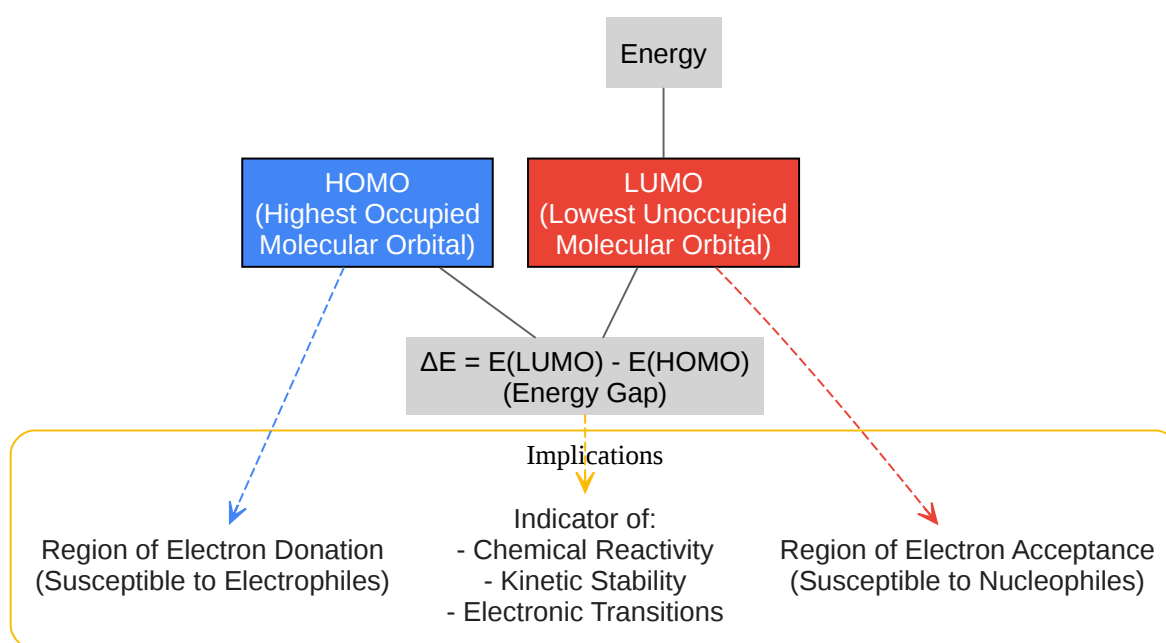 Energy
HOMO
(Highest Occupied
Molecular Orbital)
LUMO
(Lowest Unoccupied
Molecular Orbital)
ΔE = E(LUMO) - E(HOMO)
(Energy Gap)
Implications
Region of Electron Donation
(Susceptible to Electrophiles)
Indicator of:
- Chemical Reactivity
- Kinetic Stability
- Electronic Transitions
Region of Electron Acceptance
(Susceptible to Nucleophiles)